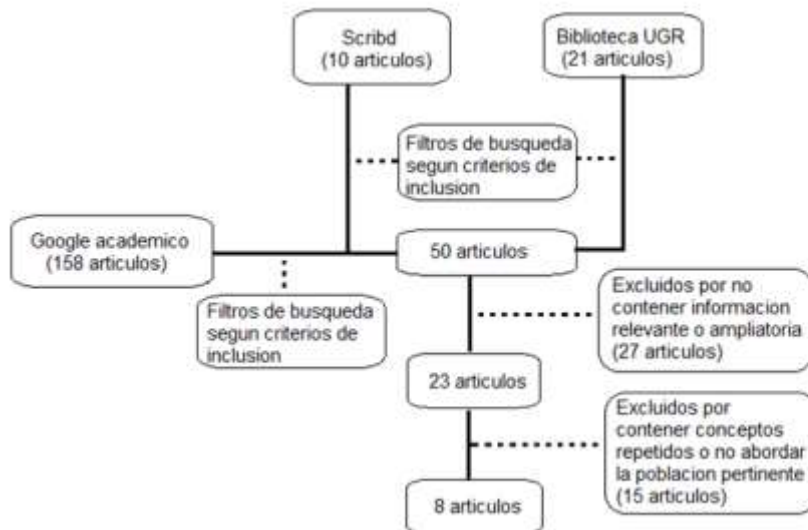 Scribd
(10 articulos)
Biblioteca UGR
(21 articulos)
Filtros de busqueda
segun criterios de
inclusion
Google academico
(158 articulos)
50 articulos
Filtros de busqueda
segun criterios de
inclusion
Excluidos por no
contener informacion
relevante o ampliatoria
(27 articulos)
23 articulos
Excluidos por
contener conceptos
repetidos o no abordar
la poblacion pertinente
(15 articulos)
8 articulos